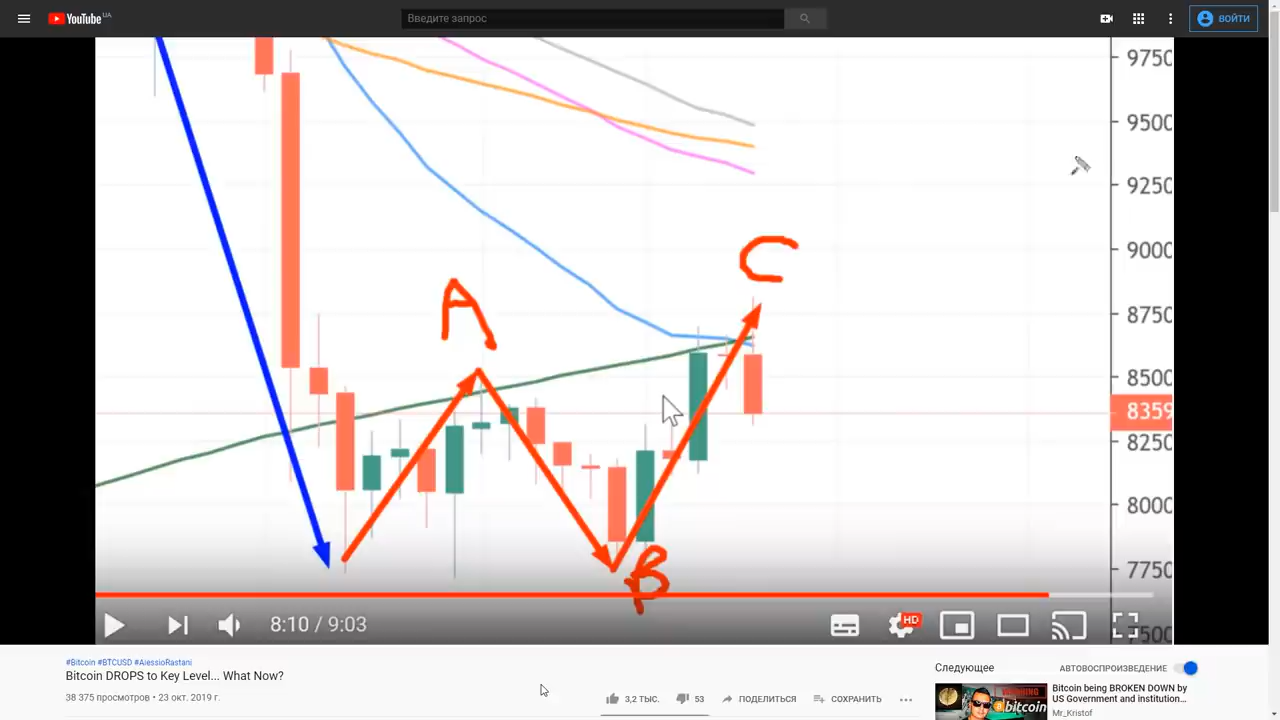 YouTube UA
Введите запрос
ВОЙТИ
9750
9500
9250
9000
8750
8500
8359
8250
8000
7750
7500
A
B
C
8:10 / 9:03
HD
#Bitcoin #BTCUSD #AlessioRastani
Bitcoin DROPS to Key Level... What Now?
38 375 просмотров • 23 окт. 2019 г.
3,2 ТЫС.
53
ПОДЕЛИТЬСЯ
СОХРАНИТЬ
Следующее
АВТОВОСПРОИЗВЕДЕНИЕ
Bitcoin being BROKEN DOWN by
US Government and institution...
Mr_Kristof
bitcoin